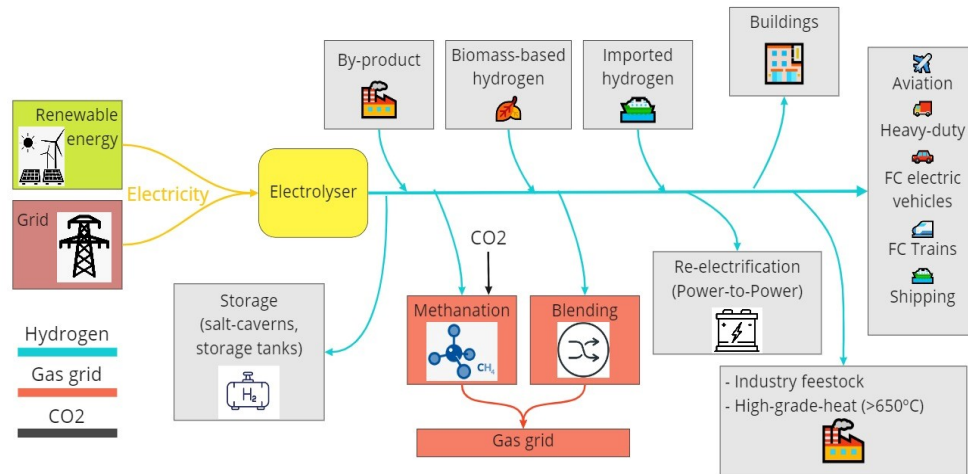 Buildings
By-product
Biomass-based
hydrogen
Imported
hydrogen
Aviation
Heavy-duty
FC electric
vehicles
FC Trains
Shipping
Renewable
energy
Electricity
Electrolyser
Grid
CO2
Storage
(salt-caverns,
storage tanks)
H2
Methanation
CH4
Blending
Re-electrification
(Power-to-Power)
Hydrogen
Gas grid
CO2
Gas grid
- Industry feestock
- High-grade-heat (>650ºC)